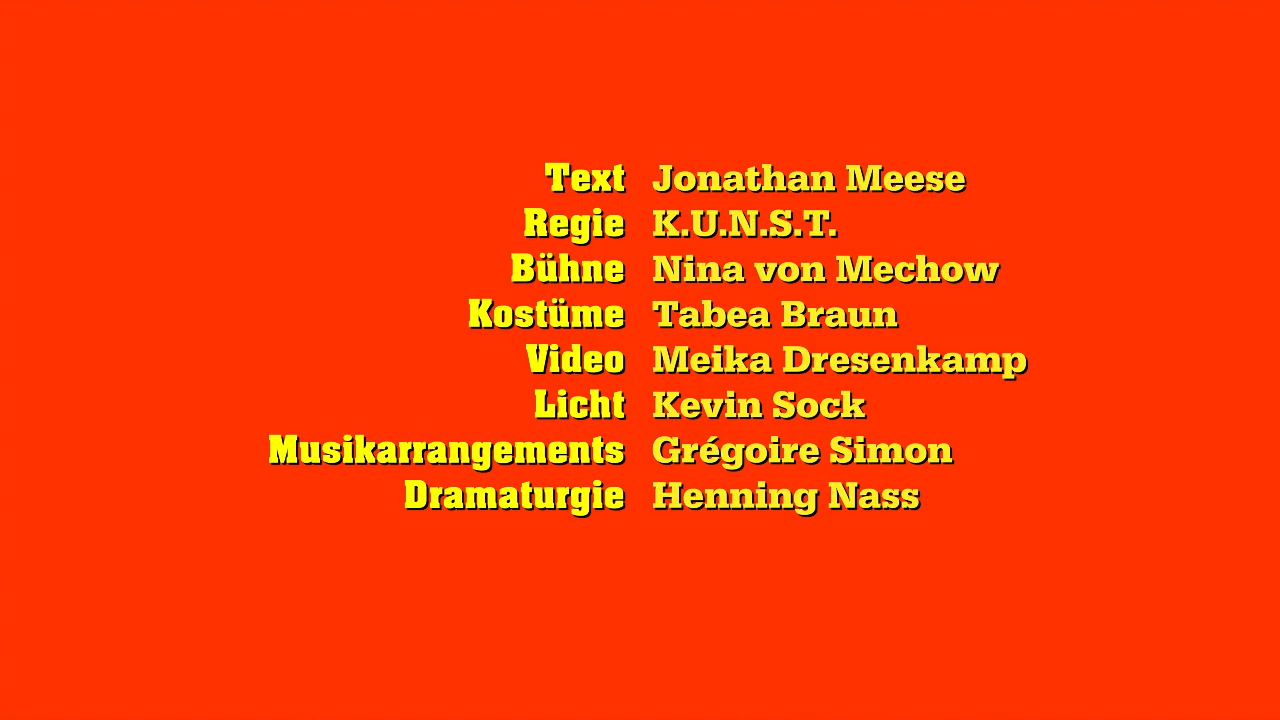 Text Jonathan Meese
Regie K.U.N.S.T.
Bühne Nina von Mechow
Kostüme Tabea Braun
Video Meika Dresenkamp
Licht Kevin Sock
Musikarrangements Grégoire Simon
Dramaturgie Henning Nass